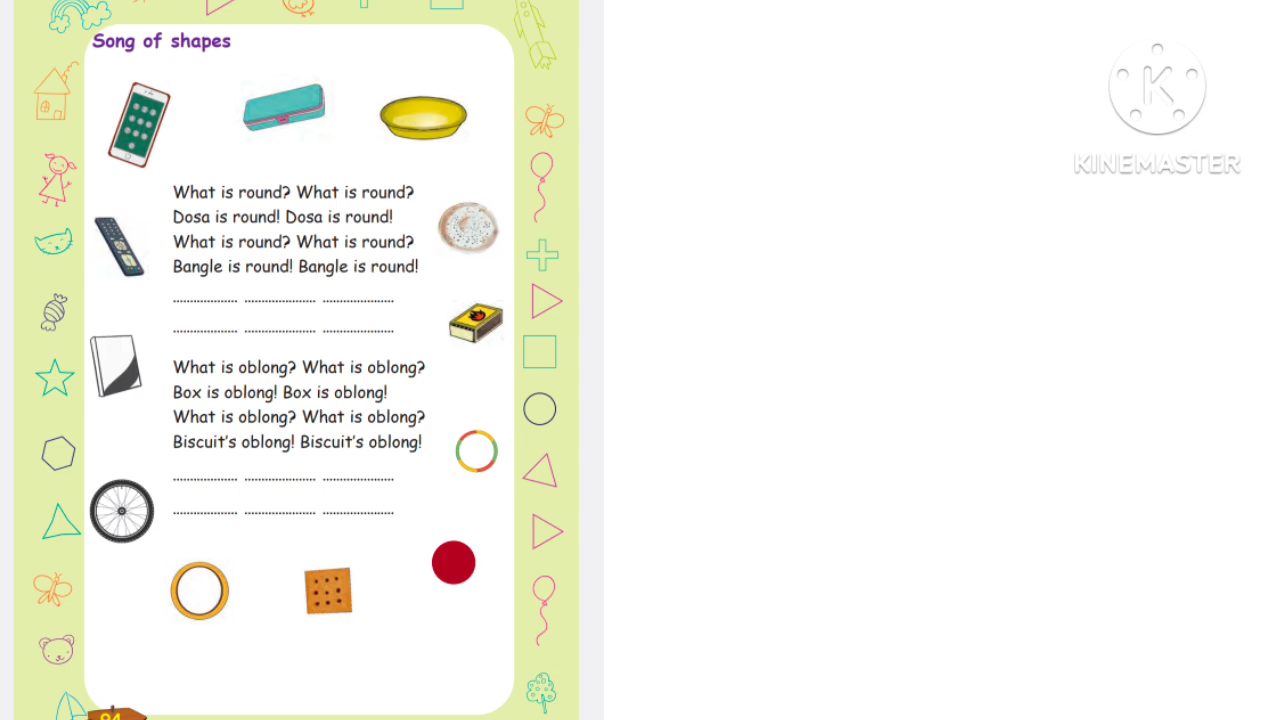 Song of shapes
What is round? What is round?
Dosa is round! Dosa is round!
What is round? What is round?
Bangle is round! Bangle is round!
..................... ..................... .....................
..................... ..................... .....................
What is oblong? What is oblong?
Box is oblong! Box is oblong!
What is oblong? What is oblong?
Biscuit's oblong! Biscuit's oblong!
..................... ..................... .....................
..................... ..................... .....................
K
KINEMASTER